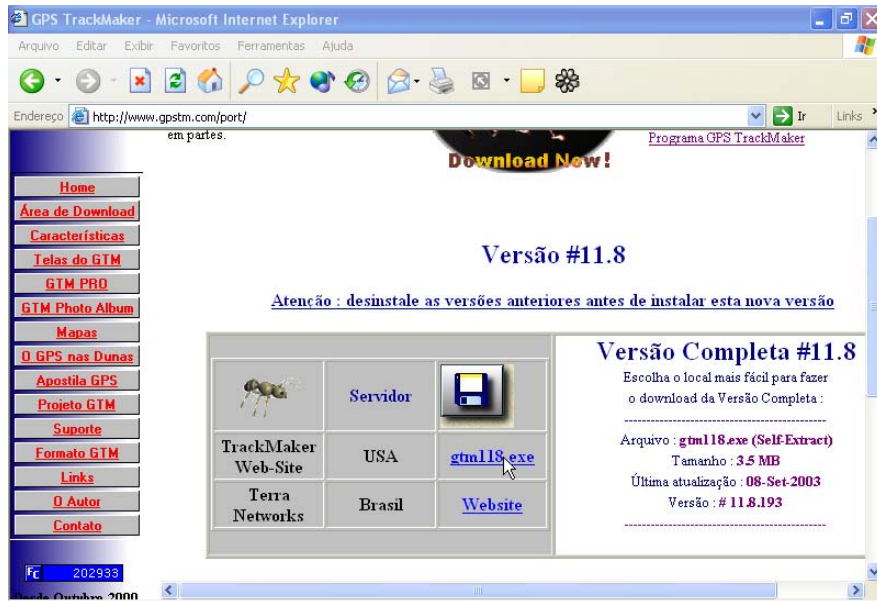 GPS TrackMaker - Microsoft Internet Explorer
Arquivo Editar Exibir Favoritos Ferramentas Ajuda
Endereço http://www.gpstm.com/port/ Ir Links
em partes.
Download Now!
Programa GPS TrackMaker
Home
Área de Download
Características
Telas do GTM
GTM PRO
GTM Photo Album
Mapas
O GPS nas Dunas
Apostila GPS
Projeto GTM
Suporte
Formato GTM
Links
O Autor
Contato
FC 202933
Desde Outubro 2000
Versão #11.8
Atenção : desinstale as versões anteriores antes de instalar esta nova versão
Servidor
TrackMaker Web-Site USA gtm118.exe
Terra Networks Brasil Website
Versão Completa #11.8
Escolha o local mais fácil para fazer
o download da Versão Completa :
Arquivo : gtm118.exe (Self-Extract)
Tamanho : 3.5 MB
Última atualização : 08-Set-2003
Versão : # 11.8.193